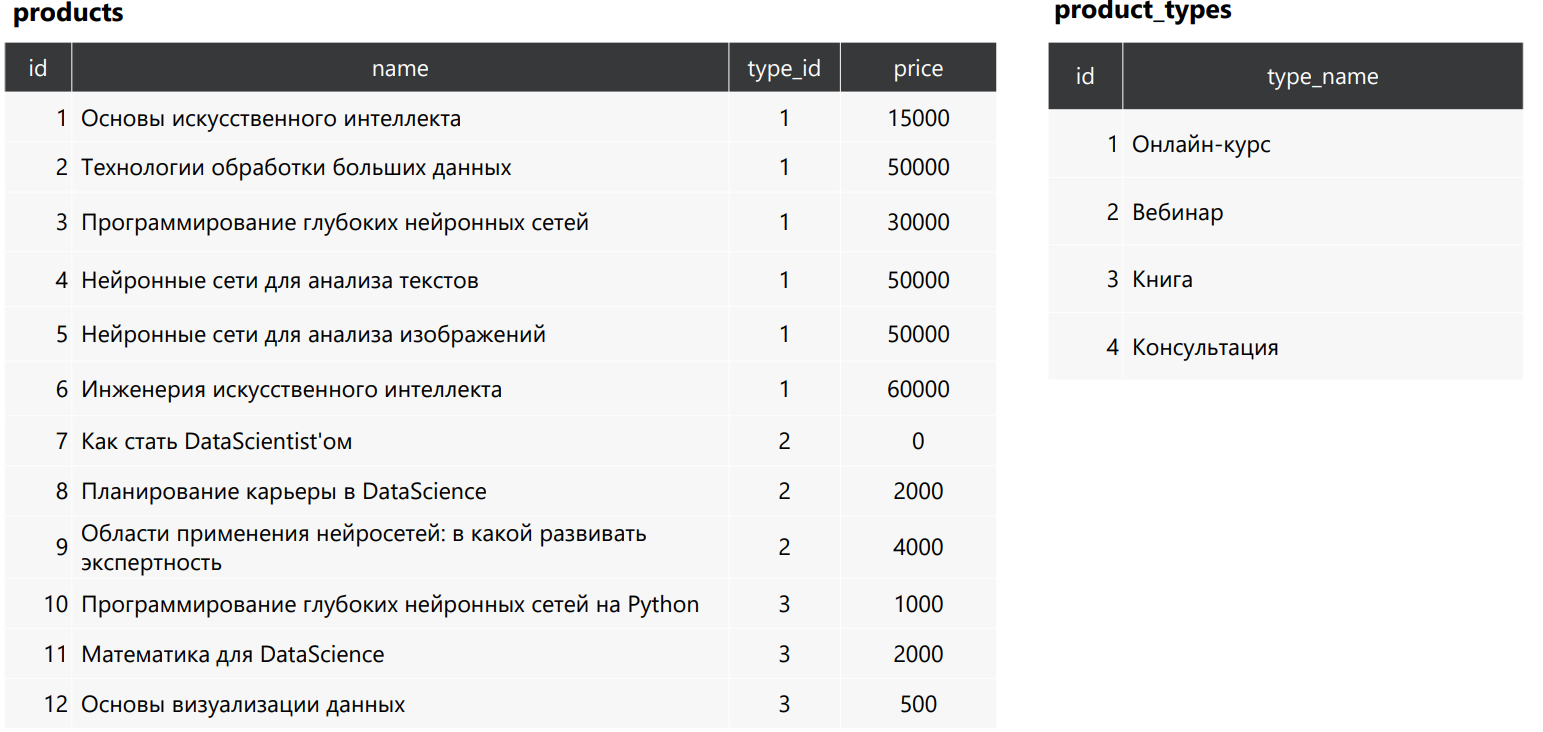 products
id name type_id price
1 Основы искусственного интеллекта 1 15000
2 Технологии обработки больших данных 1 50000
3 Программирование глубоких нейронных сетей 1 30000
4 Нейронные сети для анализа текстов 1 50000
5 Нейронные сети для анализа изображений 1 50000
6 Инженерия искусственного интеллекта 1 60000
7 Как стать DataScientist'ом 2 0
8 Планирование карьеры в DataScience 2 2000
9 Области применения нейросетей: в какой развивать
экспертность 2 4000
10 Программирование глубоких нейронных сетей на Python 3 1000
11 Математика для DataScience 3 2000
12 Основы визуализации данных 3 500
product_types
id type_name
1 Онлайн-курс
2 Вебинар
3 Книга
4 Консультация